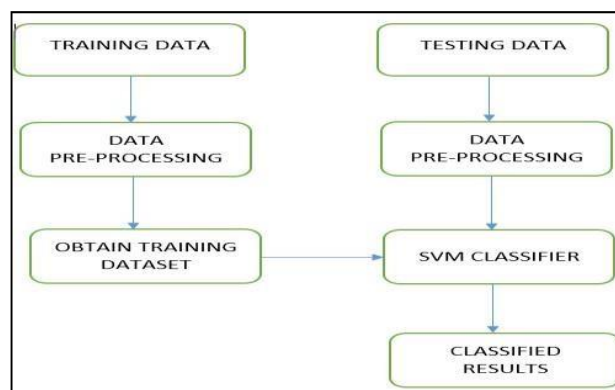 TRAINING DATA
DATA
PRE-PROCESSING
OBTAIN TRAINING
DATASET
TESTING DATA
DATA
PRE-PROCESSING
SVM CLASSIFIER
CLASSIFIED
RESULTS